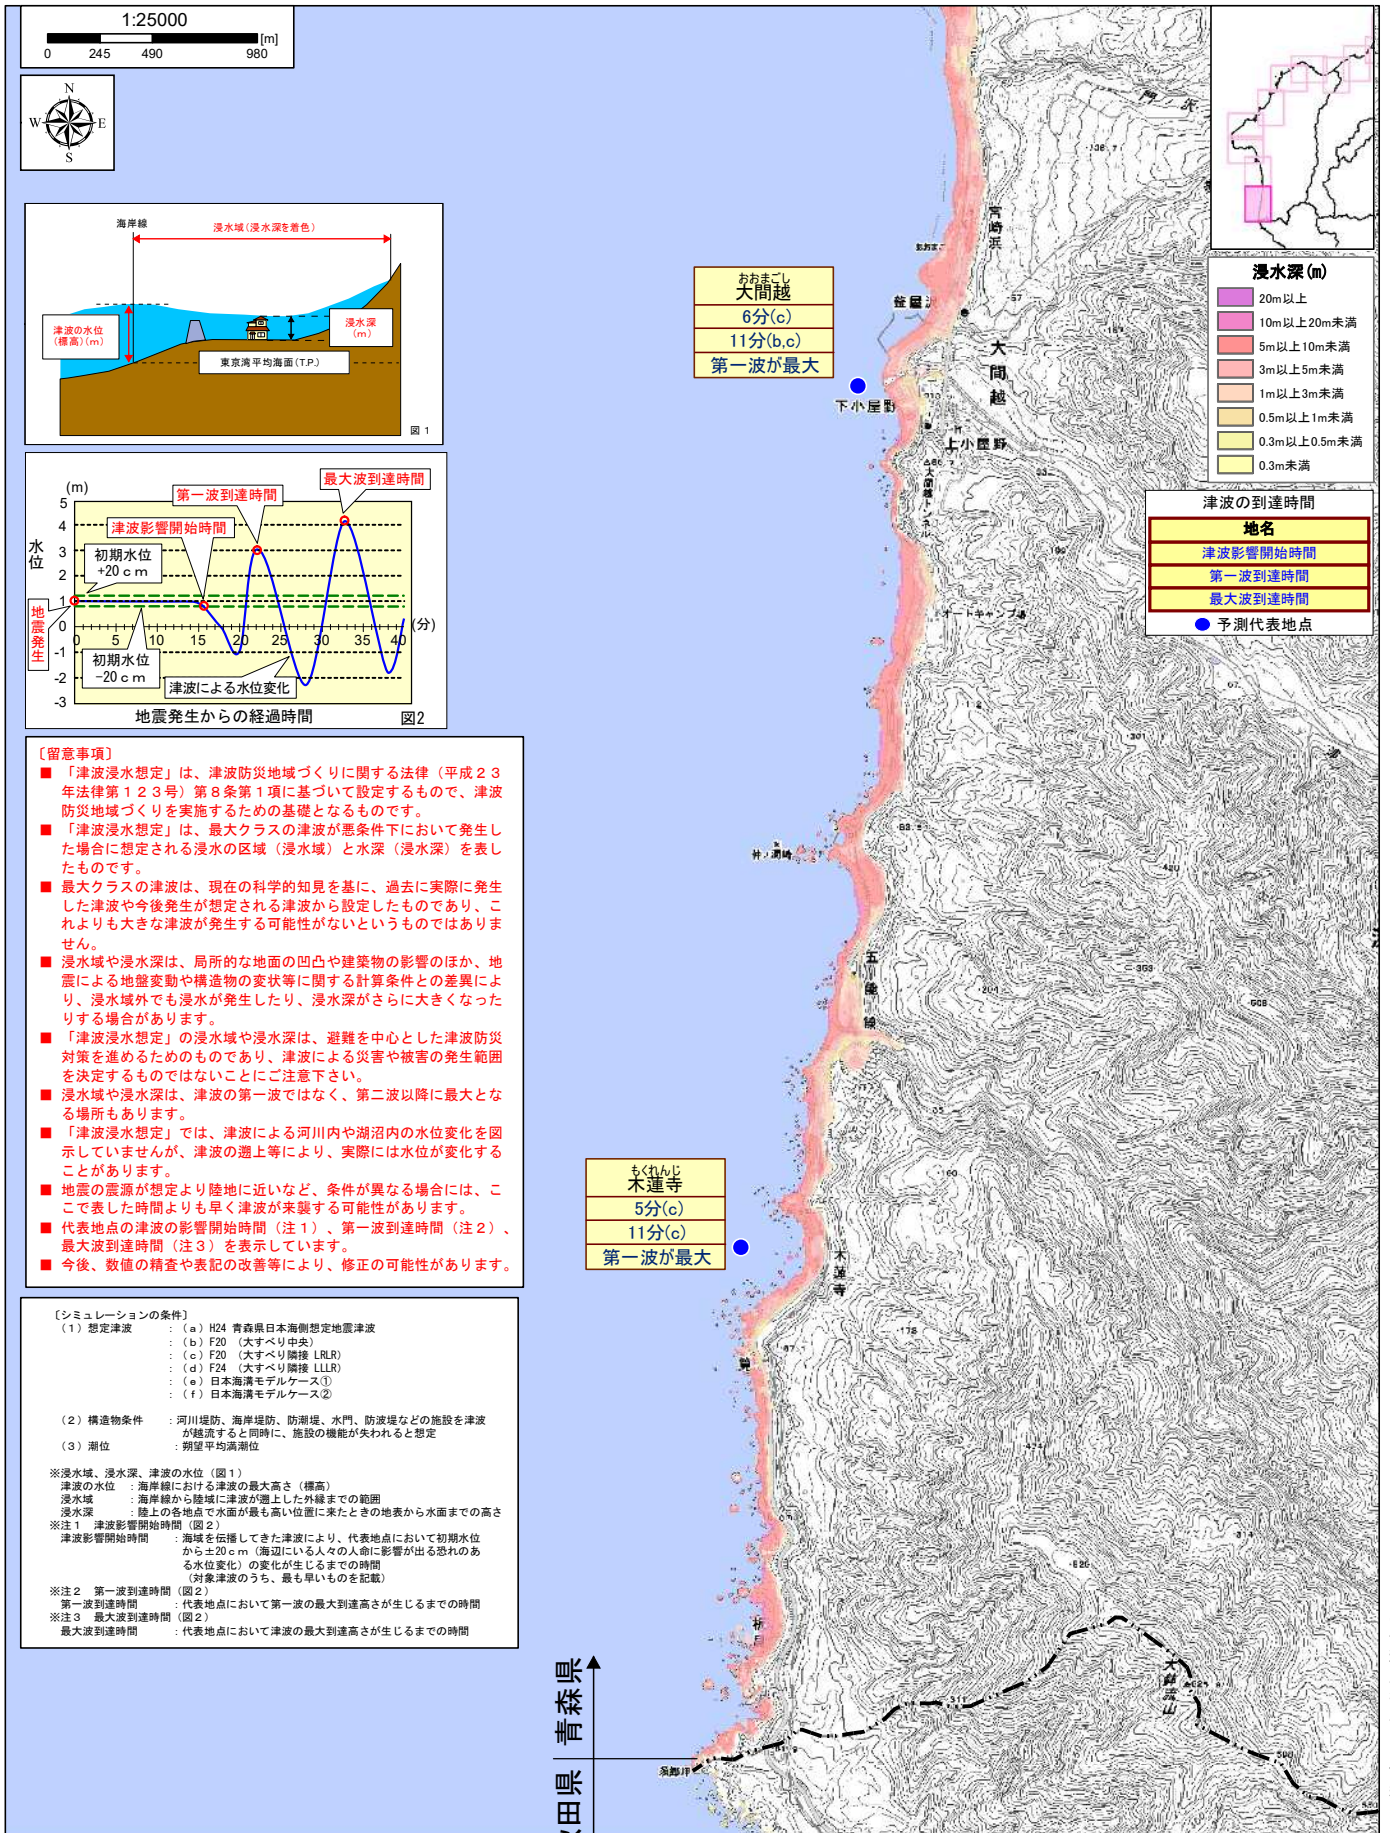 1:25000
[m]
0 245 490 980
N
W E
S
海岸線
浸水域(浸水深を着色)
津波の水位
(標高)(m)
浸水深
(m)
東京湾平均海面(T.P.)
図 1
(m)
5
4
3
2
1
0
-1
-2
-3
水位
最大波到達時間
第一波到達時間
津波影響開始時間
初期水位
+20ｃｍ
地震発生
5 10 15 20 25 30 35 40
(分)
初期水位
-20ｃｍ
津波による水位変化
地震発生からの経過時間
図2
〔留意事項〕
■ 「津波浸水想定」は、津波防災地域づくりに関する法律（平成２３
年法律第１２３号）第８条第１項に基づいて設定するもので、津波
防災地域づくりを実施するための基礎となるものです。
■ 「津波浸水想定」は、最大クラスの津波が悪条件下において発生し
た場合に想定される浸水の区域（浸水域）と水深（浸水深）を表し
たものです。
■ 最大クラスの津波は、現在の科学的知見を基に、過去に実際に発生
した津波や今後発生が想定される津波から設定したものであり、こ
れよりも大きな津波が発生する可能性がないというものではありま
せん。
■ 浸水域や浸水深は、局所的な地面の凹凸や建築物の影響のほか、地
震による地盤変動や構造物の変状等に関する計算条件との差異によ
り、浸水域外でも浸水が発生したり、浸水深がさらに大きくなった
りする場合があります。
■ 「津波浸水想定」の浸水域や浸水深は、避難を中心とした津波防災
対策を進めるためのものであり、津波による災害や被害の発生範囲
を決定するものではないことにご注意下さい。
■ 浸水域や浸水深は、津波の第一波ではなく、第二波以降に最大とな
る場所もあります。
■ 「津波浸水想定」では、津波による河川内や湖沼内の水位変化を図
示していませんが、津波の遡上等により、実際には水位が変化する
ことがあります。
■ 地震の震源が想定より陸地に近いなど、条件が異なる場合には、こ
こで表した時間よりも早く津波が来襲する可能性があります。
■ 代表地点の津波の影響開始時間（注１）、第一波到達時間（注２）、
最大波到達時間（注３）を表示しています。
■ 今後、数値の精査や表記の改善等により、修正の可能性があります。
〔シミュレーションの条件〕
（１）想定津波 ：（ａ）H24 青森県日本海側想定地震津波
：（ｂ）F20 （大すべり中央）
：（ｃ）F20 （大すべり隣接 LRLR）
：（ｄ）F24 （大すべり隣接 LLLR）
：（ｅ）日本海溝モデルケース①
：（ｆ）日本海溝モデルケース②
（２）構造物条件 ：河川堤防、海岸堤防、防潮堤、水門、防波堤などの施設を津波
が越流すると同時に、施設の機能が失われると想定
（３）潮位 ：朔望平均満潮位
※浸水域、浸水深、津波の水位（図１）
津波の水位 ：海岸線における津波の最大高さ（標高）
浸水域 ：海岸線から陸域に津波が遡上した外縁までの範囲
浸水深 ：陸上の各地点で水面が最も高い位置に来たときの地表から水面までの高さ
※注１ 津波影響開始時間（図２）
津波影響開始時間 ：海域を伝播してきた津波により、代表地点において初期水位
から±20ｃｍ（海辺にいる人々の人命に影響が出る恐れのあ
る水位変化）の変化が生じるまでの時間
（対象津波のうち、最も早いものを記載）
※注２ 第一波到達時間（図２）
第一波到達時間 ：代表地点において第一波の最大到達高さが生じるまでの時間
※注３ 最大波到達時間（図２）
最大波到達時間 ：代表地点において津波の最大到達高さが生じるまでの時間
おおまごし
大間越
6分(c)
11分(b,c)
第一波が最大
もくれんじ
木蓮寺
5分(c)
11分(c)
第一波が最大
浸水深(m)
20m以上
10m以上20m未満
5m以上10m未満
3m以上5m未満
1m以上3m未満
0.5m以上1m未満
0.3m以上0.5m未満
0.3m未満
津波の到達時間
地名
津波影響開始時間
第一波到達時間
最大波到達時間
予測代表地点
宮崎浜
おおまごし
大間越
下小屋野
上小屋野
大間越トンネル
オートキャンプ場
五能線
木蓮寺
青森県
田県